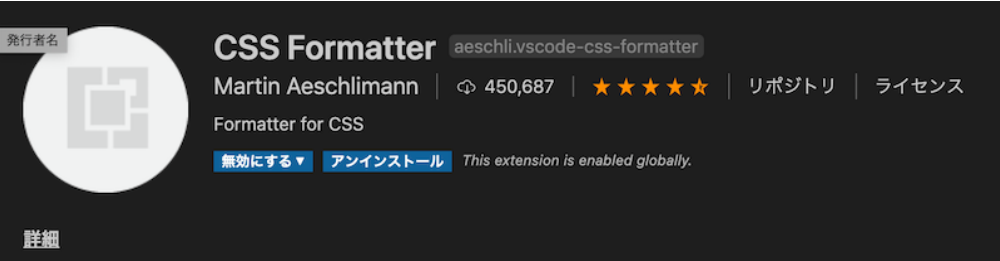 発行者名
CSS Formatter aeschli.vscode-css-formatter
Martin Aeschlimann 450,687 リポジトリ ライセンス
Formatter for CSS
無効にする▼ アンインストール This extension is enabled globally.
詳細